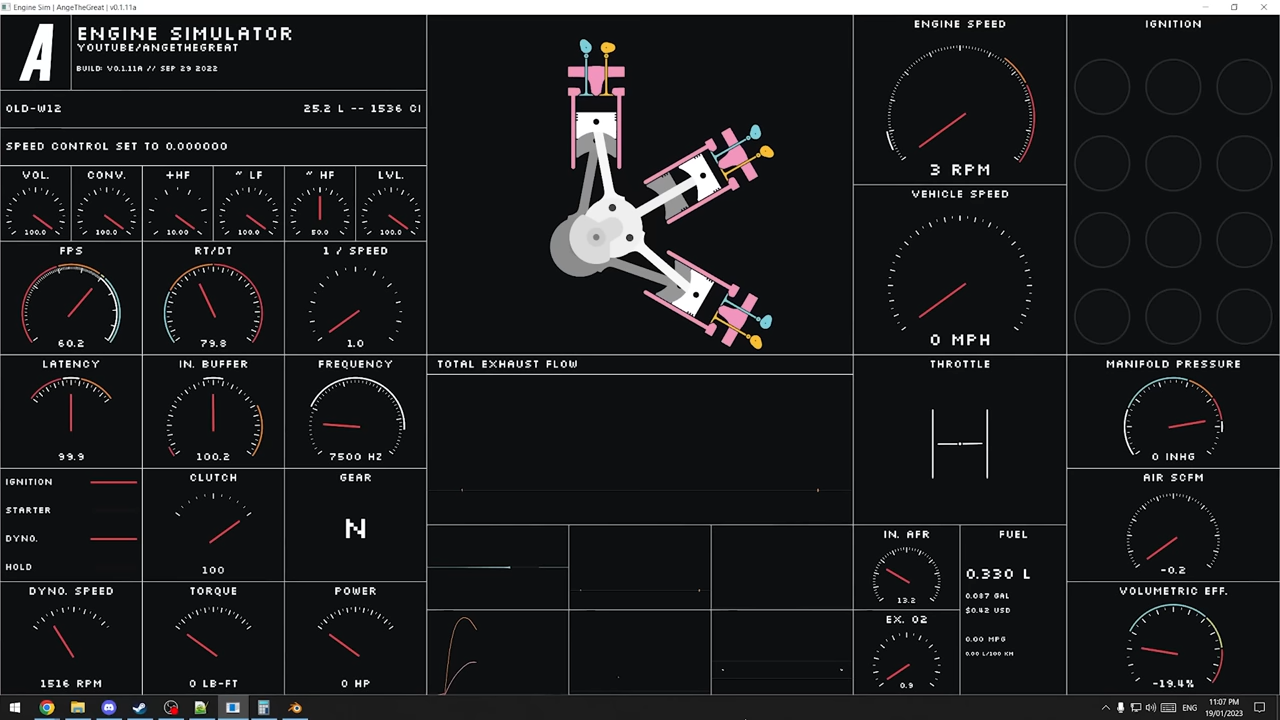 Engine Sim | AngeTheGreat | v0.1.11a
A
ENGINE SIMULATOR
YOUTUBE/ANGETHEGREAT
BUILD: V0.1.11A // SEP 29 2022
OLD-W12
25.2 L -- 1536 CI
SPEED CONTROL SET TO 0.000000
VOL.
CONV.
+HF
~ LF
~ HF
LVL.
100.0
100.0
10.00
100.0
50.0
100.0
FPS
RT/DT
1 / SPEED
60.2
79.8
1.0
LATENCY
IN. BUFFER
FREQUENCY
99.9
100.2
7500 HZ
IGNITION
STARTER
DYNO.
HOLD
CLUTCH
100
GEAR
N
DYNO. SPEED
TORQUE
POWER
1516 RPM
0 LB-FT
0 HP
TOTAL EXHAUST FLOW
ENGINE SPEED
3 RPM
VEHICLE SPEED
0 MPH
THROTTLE
IN. AFR
13.2
EX. O2
0.9
FUEL
0.330 L
0.087 GAL
$0.42 USD
0.00 MPG
0.00 L/100 KM
IGNITION
MANIFOLD PRESSURE
0 INHG
AIR SCFM
-0.2
VOLUMETRIC EFF.
-19.4%
ENG
11:07 PM
19/01/2023